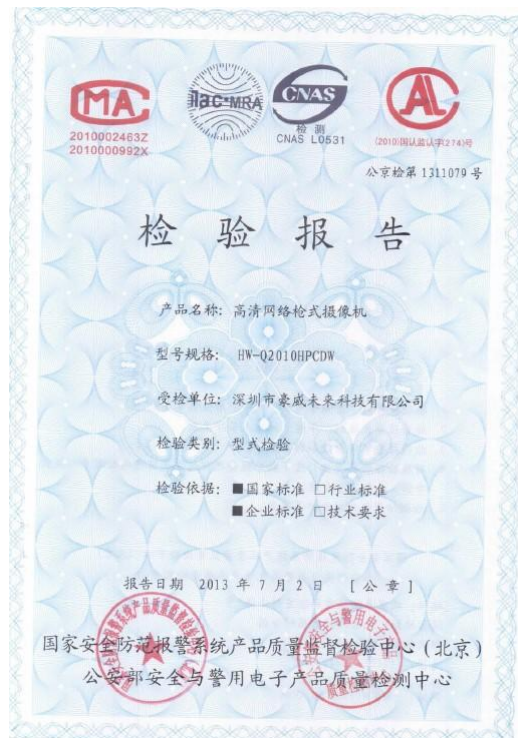 MA
2010002463Z
2010000992X
ilac-MRA
CNAS
检 测
CNAS L0531
AL
(2010)国认监认字(274)号
公京检第 1311079 号
检 验 报 告
产品名称: 高清网络枪式摄像机
型号规格: HW-Q2010HPCDW
受检单位: 深圳市豪威未来科技有限公司
检验类别: 型式检验
检验依据: ■国家标准 □行业标准
■企业标准 □技术要求
报告日期 2013 年 7 月 2 日 [ 公 章 ]
国家安全防范报警系统产品质量监督检验中心 (北京)
公安部安全与警用电子产品质量检测中心